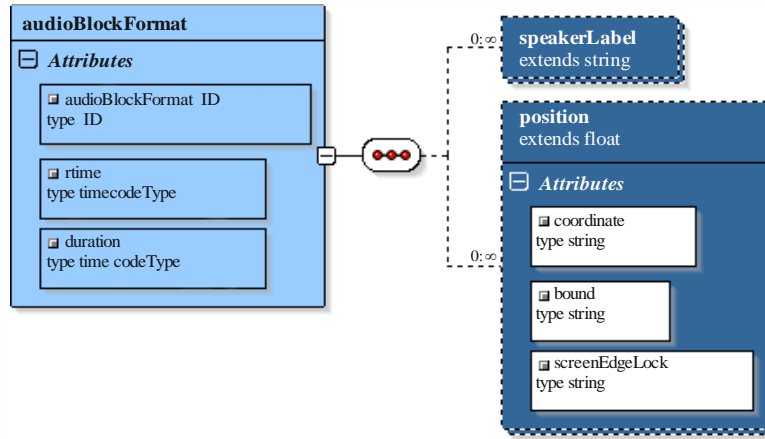 audioBlockFormat
Attributes
audioBlockFormat ID
type ID
rtime
type timecodeType
duration
type time codeType
0:∞
speakerLabel
extends string
position
extends float
Attributes
coordinate
type string
0:∞
bound
type string
screenEdgeLock
type string